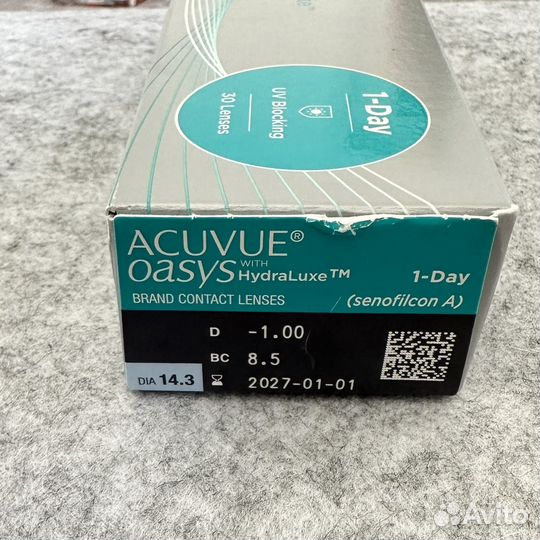 1-Day
UV Blocking
30 Lenses
ACUVUE®
OASYS WITH HydraLuxe™ 1-Day
BRAND CONTACT LENSES (senofilcon A)
D -1.00
BC 8.5
DIA 14.3 2027-01-01
Avito